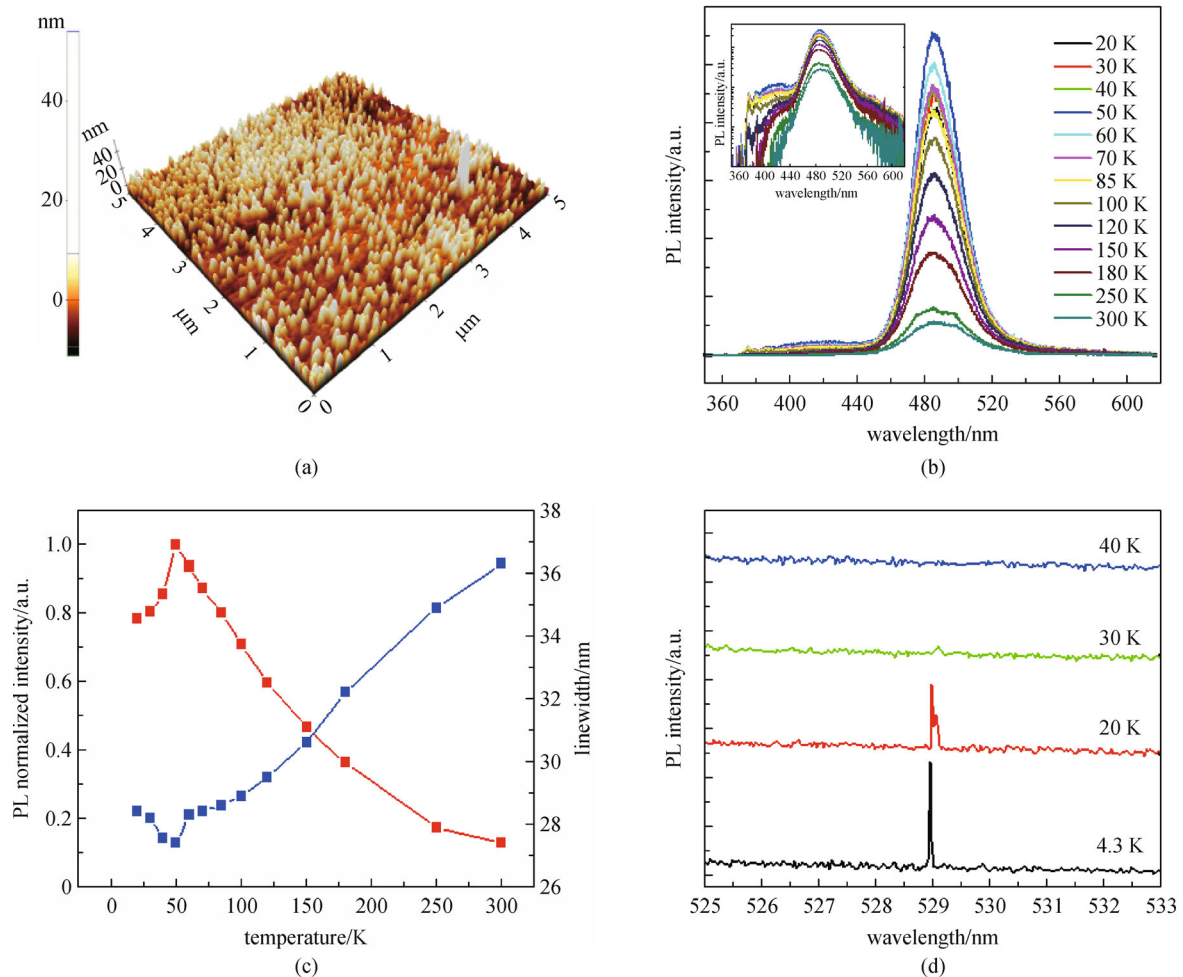 nm
40
20
0
nm
40
20
0
5
4
3
2
1
0
μm
0
1
2
3
4
5
μm
(a)
PL intensity/a.u.
360 400 440 480 520 560 600
wavelength/nm
PL intensity/a.u.
360 400 440 480 520 560 600
wavelength/nm
20 K
30 K
40 K
50 K
60 K
70 K
85 K
100 K
120 K
150 K
180 K
250 K
300 K
(b)
PL normalized intensity/a.u.
1.0
0.8
0.6
0.4
0.2
0
0 50 100 150 200 250 300
temperature/K
38
36
34
32
30
28
26
linewidth/nm
(c)
PL intensity/a.u.
40 K
30 K
20 K
4.3 K
525 526 527 528 529 530 531 532 533
wavelength/nm
(d)